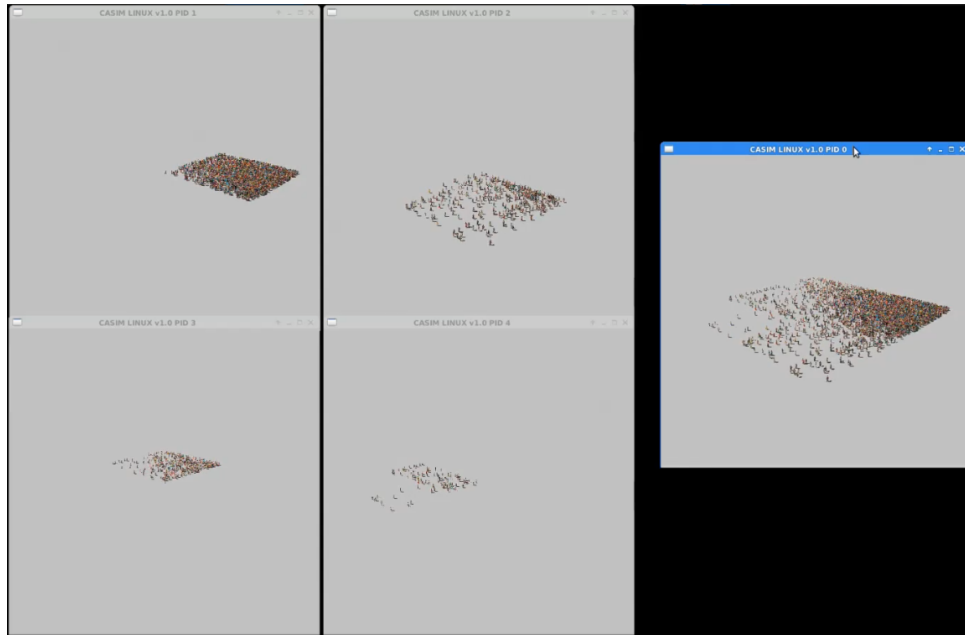 CASIM LINUX v1.0 PID 1
CASIM LINUX v1.0 PID 2
CASIM LINUX v1.0 PID 0
CASIM LINUX v1.0 PID 3
CASIM LINUX v1.0 PID 4